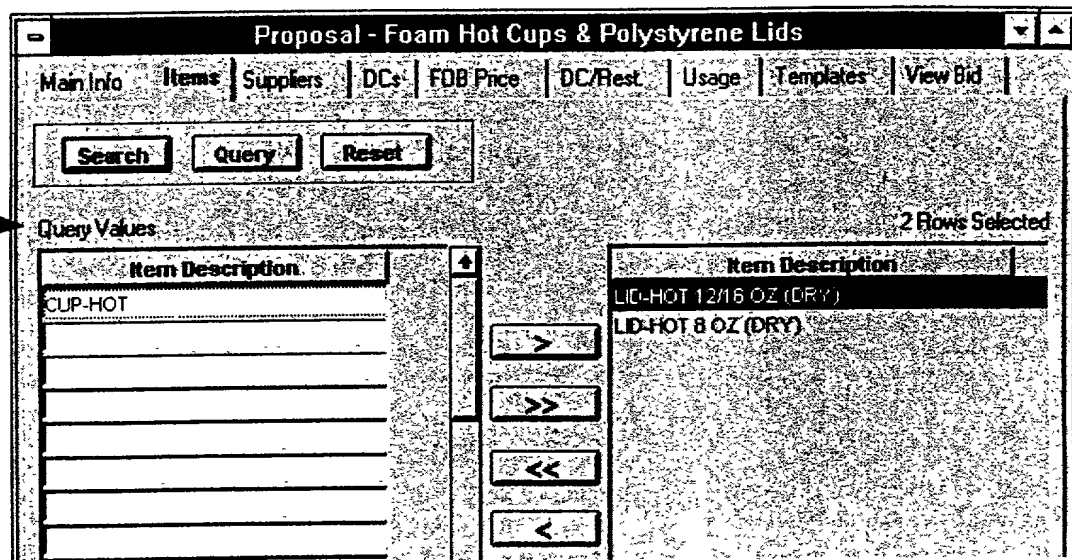 Proposal - Foam Hot Cups & Polystyrene Lids
Main Info Items Suppliers DCs FOB Price DC/Rest. Usage Templates View Bid
Search Query Reset
Query Values 2 Rows Selected
Item Description Item Description
CUP-HOT LID-HOT 12/16 OZ (DRY)
LID-HOT 8 OZ (DRY)
>
>>
<<
<